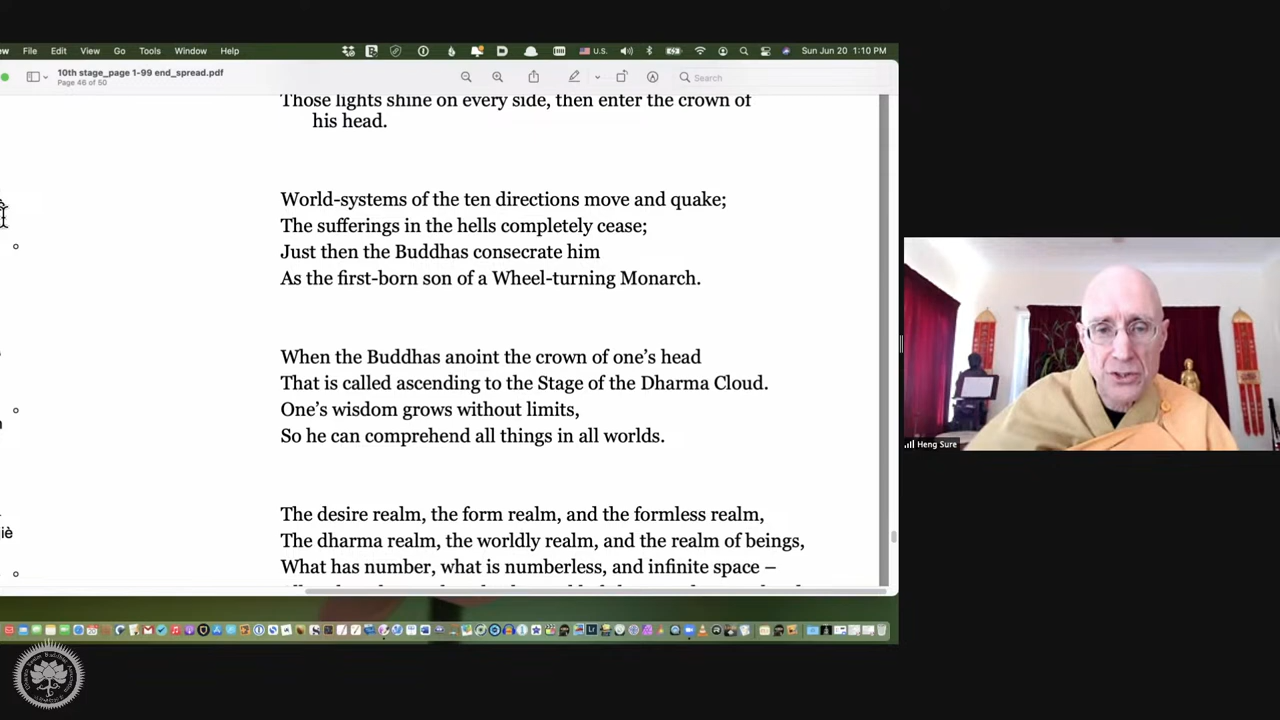 File Edit View Go Tools Window Help
U.S.
Sun Jun 20 1:10 PM
10th stage_page 1-99 end_spread.pdf
Page 46 of 50
Search
Those lights shine on every side, then enter the crown of
his head.
World-systems of the ten directions move and quake;
The sufferings in the hells completely cease;
Just then the Buddhas consecrate him
As the first-born son of a Wheel-turning Monarch.
When the Buddhas anoint the crown of one’s head
That is called ascending to the Stage of the Dharma Cloud.
One’s wisdom grows without limits,
So he can comprehend all things in all worlds.
The desire realm, the form realm, and the formless realm,
The dharma realm, the worldly realm, and the realm of beings,
What has number, what is numberless, and infinite space –
iè
Heng Sure